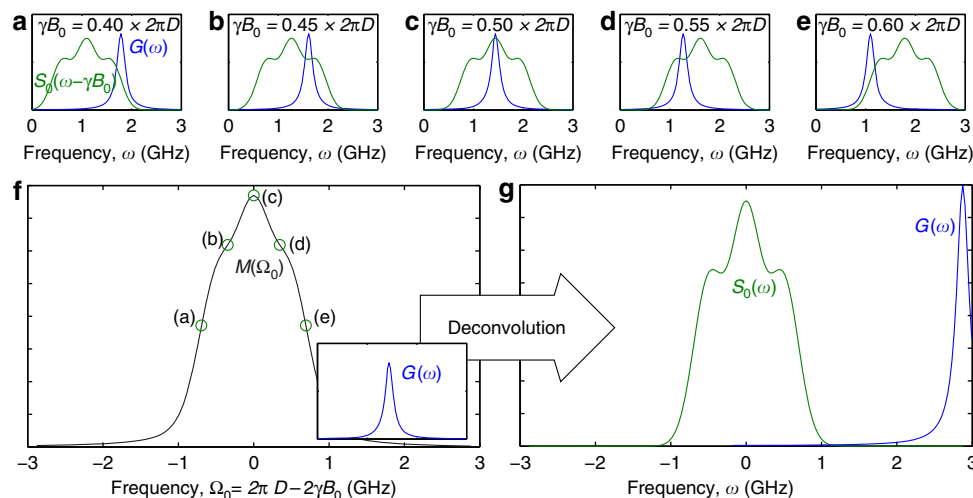 a
γB₀ = 0.40 × 2πD
G(ω)
S₀(ω−γB₀)
0 1 2 3
Frequency, ω (GHz)
b
γB₀ = 0.45 × 2πD
0 1 2 3
Frequency, ω (GHz)
c
γB₀ = 0.50 × 2πD
0 1 2 3
Frequency, ω (GHz)
d
γB₀ = 0.55 × 2πD
0 1 2 3
Frequency, ω (GHz)
e
γB₀ = 0.60 × 2πD
0 1 2 3
Frequency, ω (GHz)
f
(c)
(b)
(d)
M(Ω₀)
(a)
(e)
G(ω)
−3 −2 −1 0 1 2 3
Frequency, Ω₀= 2π D−2γB₀ (GHz)
Deconvolution
g
G(ω)
S₀(ω)
−3 −2 −1 0 1 2 3
Frequency, ω (GHz)